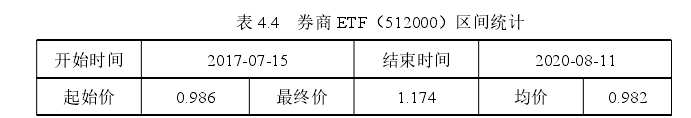 表 4.4 券商 ETF（512000）区间统计
开始时间 2017-07-15 结束时间 2020-08-11
起始价 0.986 最终价 1.174 均价 0.982